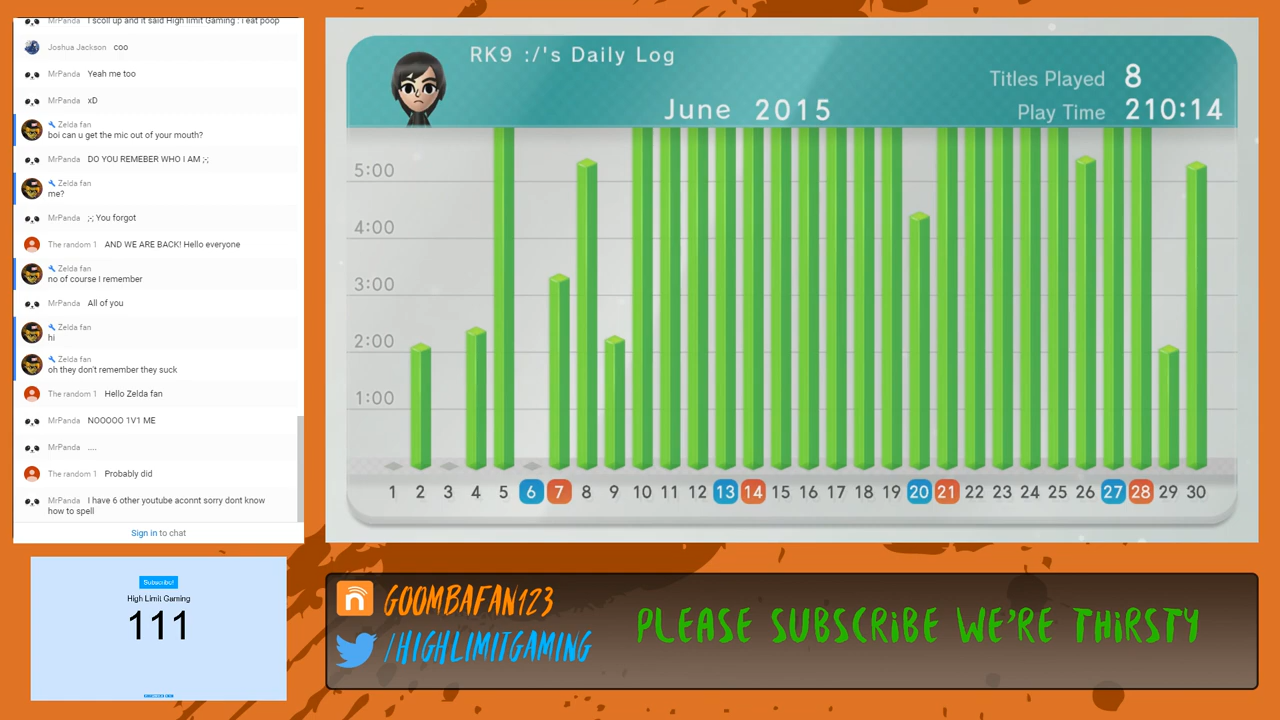 MrPanda I scoll up and it said High limit Gaming : i eat poop
Joshua Jackson coo
MrPanda Yeah me too
MrPanda xD
Zelda fan
boi can u get the mic out of your mouth?
MrPanda DO YOU REMEBER WHO I AM ;-;
Zelda fan
me?
MrPanda ;-; You forgot
The random 1 AND WE ARE BACK! Hello everyone
Zelda fan
no of course I remember
MrPanda All of you
Zelda fan
hi
Zelda fan
oh they don't remember they suck
The random 1 Hello Zelda fan
MrPanda NOOOOO 1V1 ME
MrPanda ....
The random 1 Probably did
MrPanda I have 6 other youtube aconnt sorry dont know
how to spell
Sign in to chat
Subscribe!
High Limit Gaming
111
RK9 :/'s Daily Log
June 2015
Titles Played 8
Play Time 210:14
5:00
4:00
3:00
2:00
1:00
1 2 3 4 5 6 7 8 9 10 11 12 13 14 15 16 17 18 19 20 21 22 23 24 25 26 27 28 29 30
GOOMBAFAN123
/HIGHLIMITGAMING
PLEASE SUBSCRIBE WE'RE THIRSTY